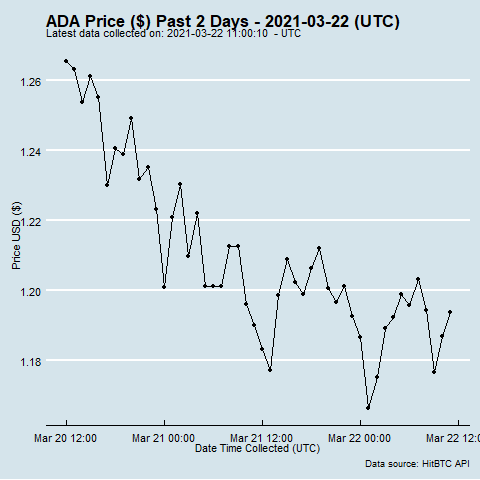 ADA Price ($) Past 2 Days - 2021-03-22 (UTC)
Latest data collected on: 2021-03-22 11:00:10 - UTC
1.26
1.24
1.22
1.20
1.18
Price USD ($)
Mar 20 12:00 Mar 21 00:00 Mar 21 12:00 Mar 22 00:00 Mar 22 12:00
Date Time Collected (UTC)
Data source: HitBTC API